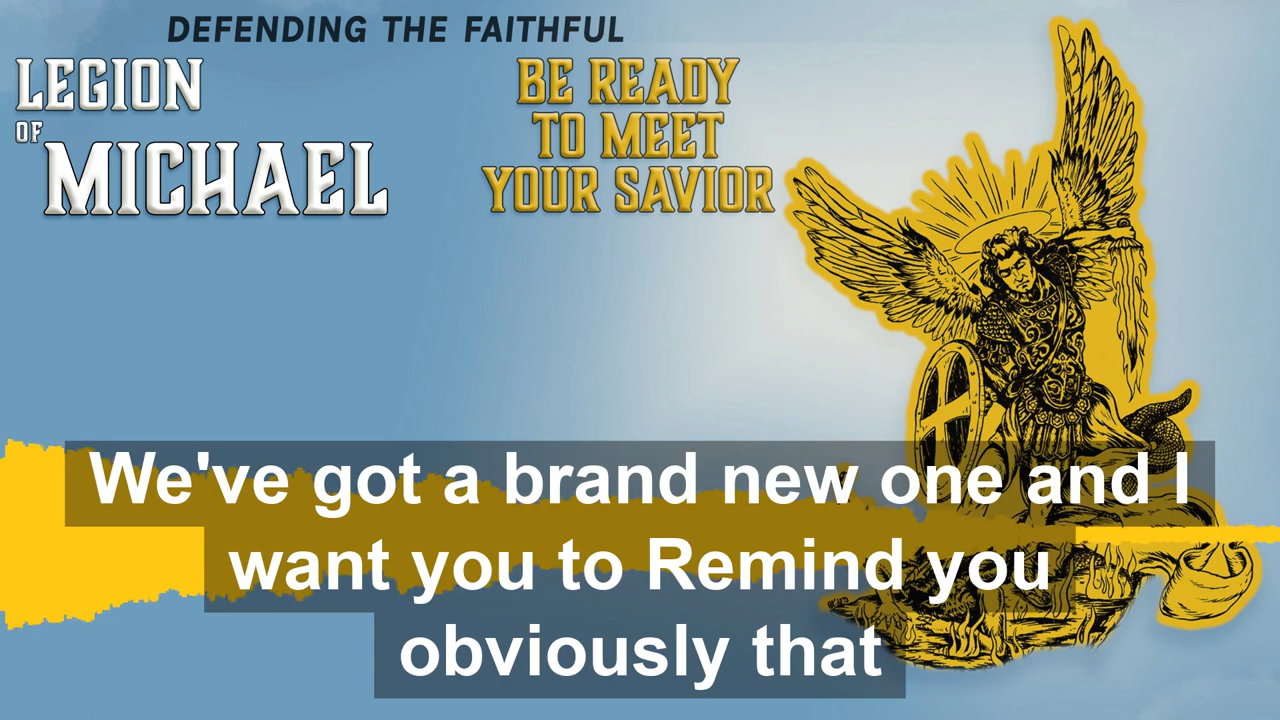 DEFENDING THE FAITHFUL
LEGION
OF
MICHAEL
BE READY
TO MEET
YOUR SAVIOR
We've got a brand new one and I
want you to Remind you
obviously that